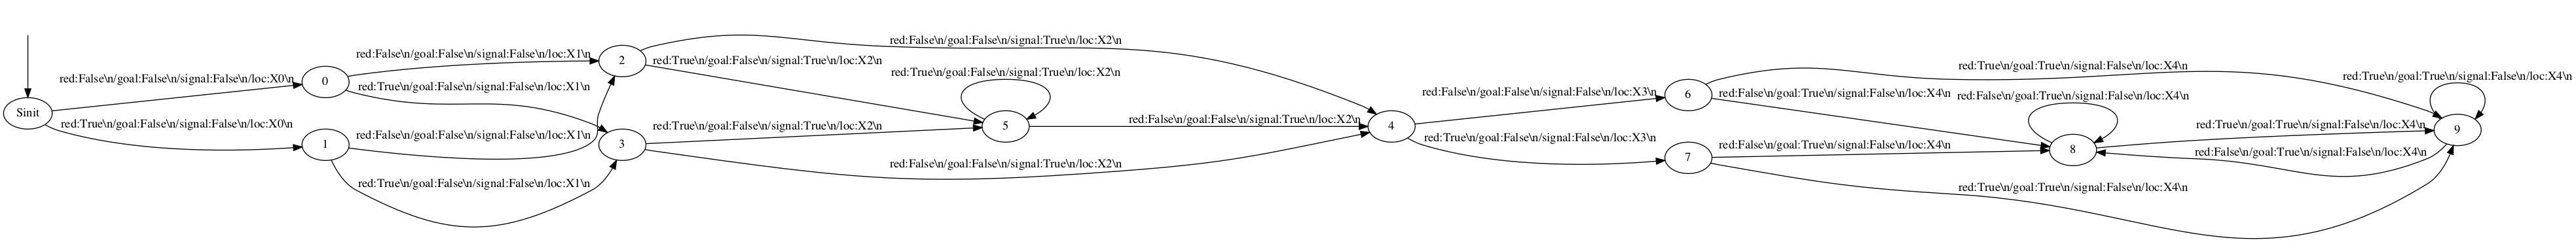 Sinit
red:False\n/goal:False\n/signal:False\n/loc:X0\n
red:True\n/goal:False\n/signal:False\n/loc:X0\n
0
1
red:False\n/goal:False\n/signal:False\n/loc:X1\n
red:True\n/goal:False\n/signal:False\n/loc:X1\n
red:False\n/goal:False\n/signal:False\n/loc:X1\n
red:True\n/goal:False\n/signal:False\n/loc:X1\n
2
3
red:False\n/goal:False\n/signal:True\n/loc:X2\n
red:True\n/goal:False\n/signal:True\n/loc:X2\n
red:True\n/goal:False\n/signal:True\n/loc:X2\n
red:True\n/goal:False\n/signal:True\n/loc:X2\n
red:False\n/goal:False\n/signal:True\n/loc:X2\n
5
red:False\n/goal:False\n/signal:True\n/loc:X2\n
4
red:False\n/goal:False\n/signal:False\n/loc:X3\n
red:True\n/goal:False\n/signal:False\n/loc:X3\n
6
7
red:True\n/goal:True\n/signal:False\n/loc:X4\n
red:False\n/goal:True\n/signal:False\n/loc:X4\n
red:False\n/goal:True\n/signal:False\n/loc:X4\n
red:False\n/goal:True\n/signal:False\n/loc:X4\n
red:True\n/goal:True\n/signal:False\n/loc:X4\n
8
red:True\n/goal:True\n/signal:False\n/loc:X4\n
red:False\n/goal:True\n/signal:False\n/loc:X4\n
red:True\n/goal:True\n/signal:False\n/loc:X4\n
9